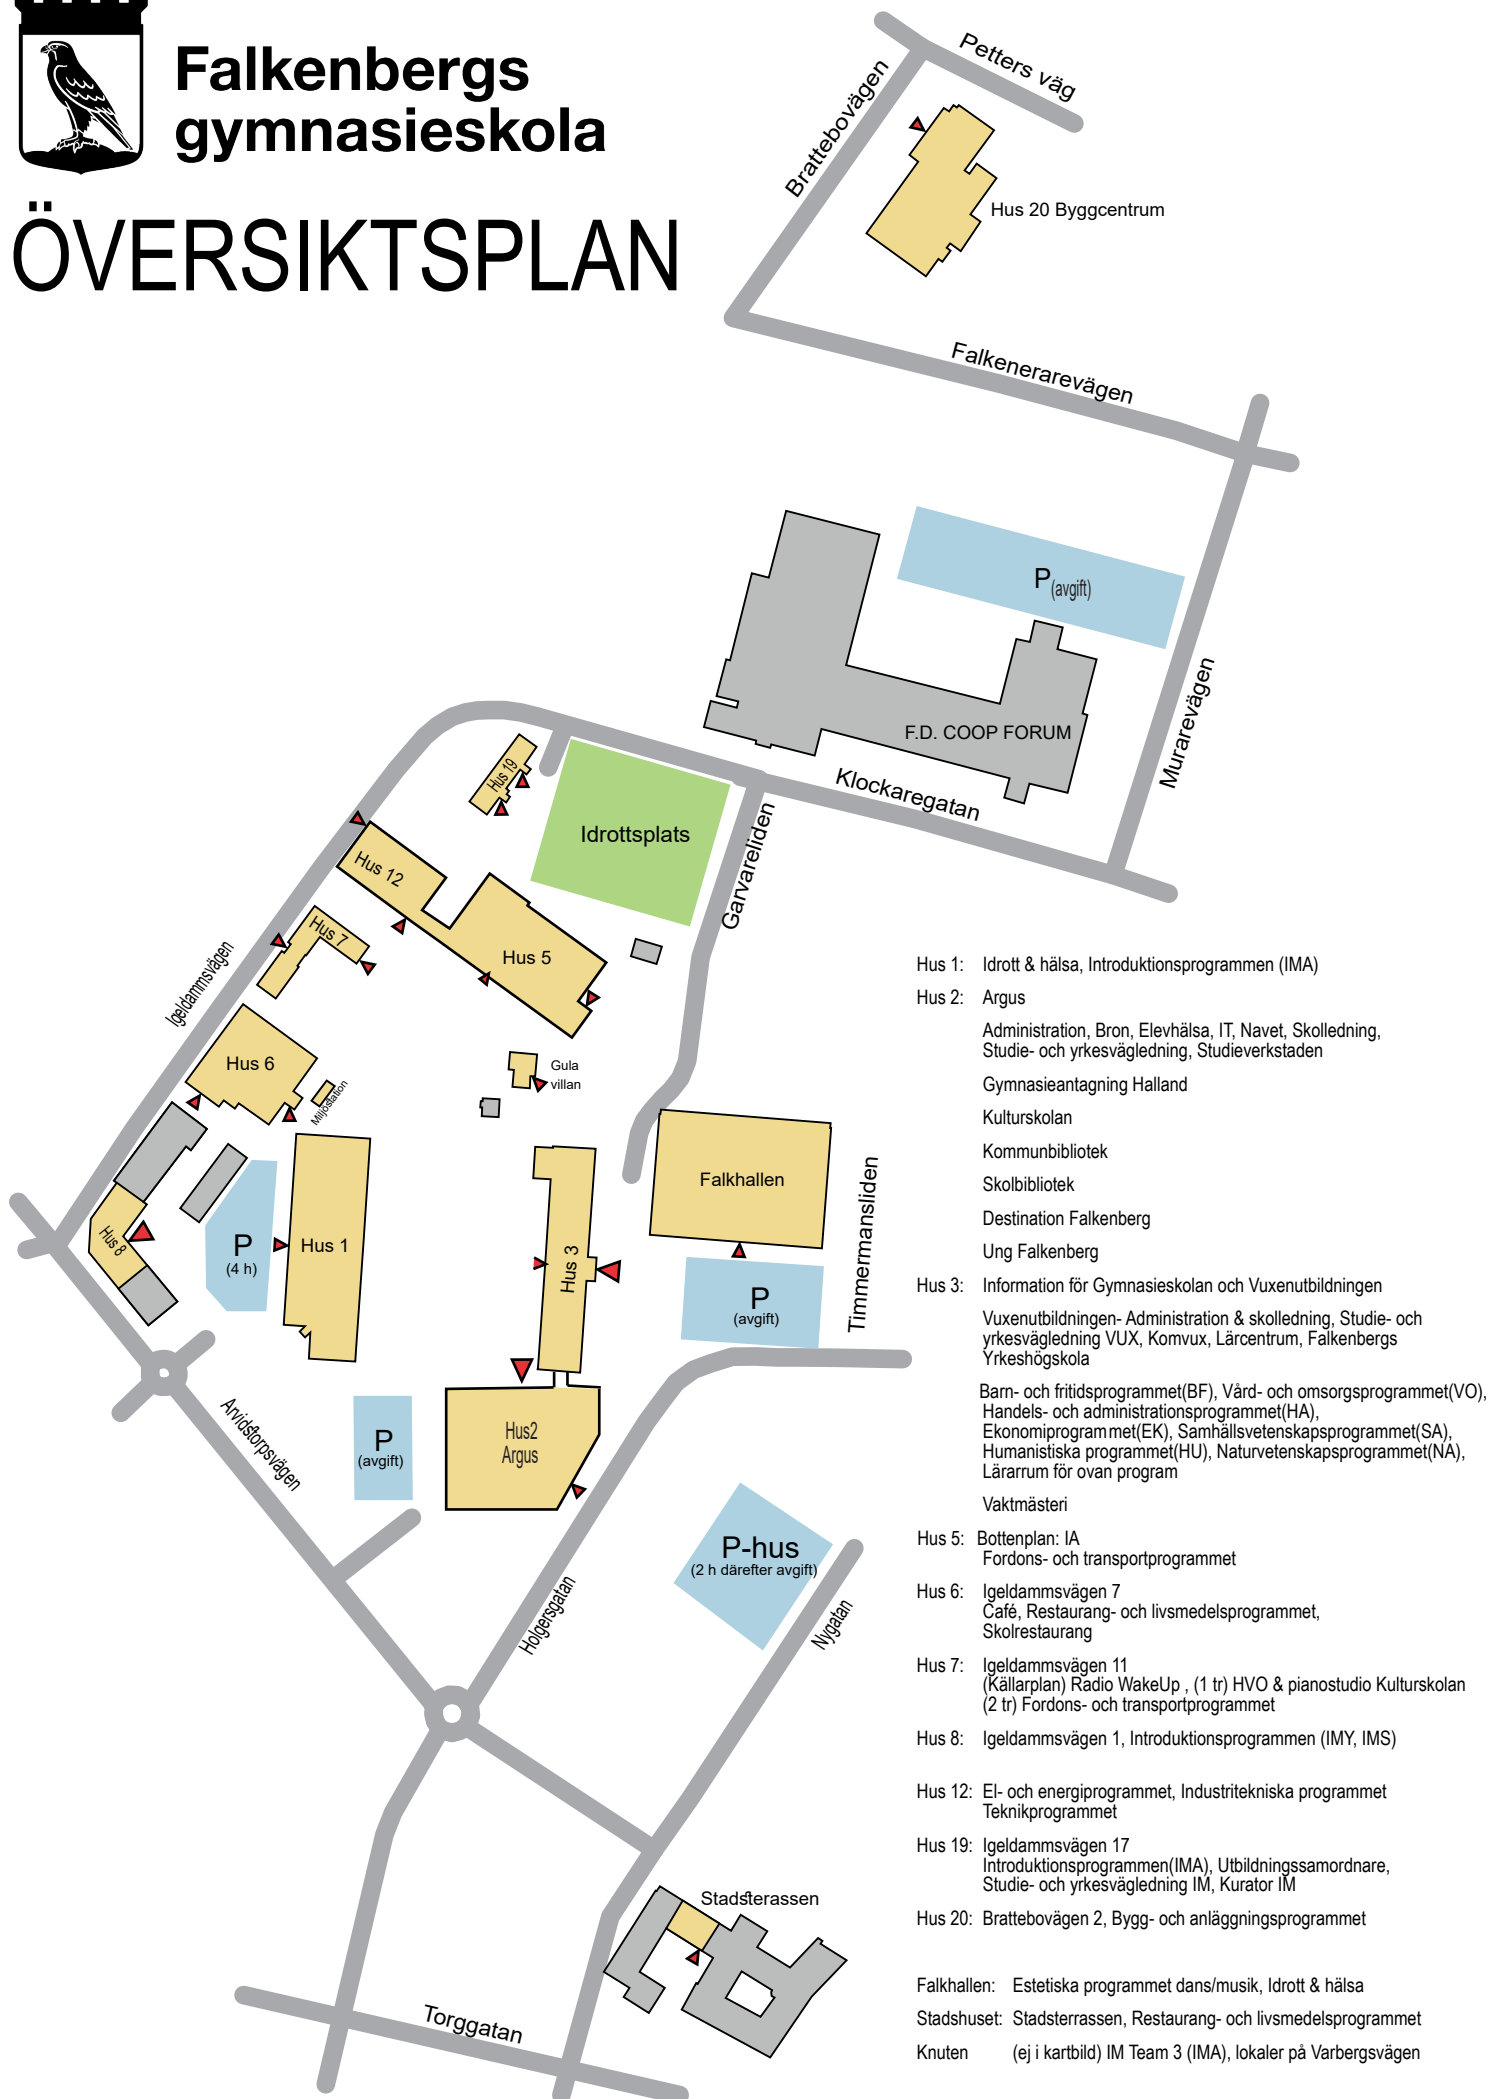 Falkenbergs
gymnasieskola
ÖVERSIKTSPLAN
Petters väg
Brattebovägen
Hus 20 Byggcentrum
Falkenerarevägen
P (avgift)
Murarevägen
F.D. COOP FORUM
Klockaregatan
Hus 19
Idrottsplats
Garvareliden
Hus 12
Hus 7
Hus 5
Igeldammsvägen
Hus 6
Miljöstation
Gula
villan
Falkhallen
Timmermansliden
Hus 8
P
(4 h)
Hus 1
Hus 3
P
(avgift)
Arvidstorpsvägen
P
(avgift)
Hus2
Argus
P-hus
(2 h därefter avgift)
Holgersgatan
Nygatan
Stadsterassen
Torggatan
Hus 1: Idrott & hälsa, Introduktionsprogrammen (IMA)
Hus 2: Argus
Administration, Bron, Elevhälsa, IT, Navet, Skolledning,
Studie- och yrkesvägledning, Studieverkstaden
Gymnasieantagning Halland
Kulturskolan
Kommunbibliotek
Skolbibliotek
Destination Falkenberg
Ung Falkenberg
Hus 3: Information för Gymnasieskolan och Vuxenutbildningen
Vuxenutbildningen- Administration & skolledning, Studie- och
yrkesvägledning VUX, Komvux, Lärcentrum, Falkenbergs
Yrkeshögskola
Barn- och fritidsprogrammet(BF), Vård- och omsorgsprogrammet(VO),
Handels- och administrationsprogrammet(HA),
Ekonomiprogrammet(EK), Samhällsvetenskapsprogrammet(SA),
Humanistiska programmet(HU), Naturvetenskapsprogrammet(NA),
Lärarrum för ovan program
Vaktmästeri
Hus 5: Bottenplan: IA
Fordons- och transportprogrammet
Hus 6: Igeldammsvägen 7
Café, Restaurang- och livsmedelsprogrammet,
Skolrestaurang
Hus 7: Igeldammsvägen 11
(Källarplan) Radio WakeUp , (1 tr) HVO & pianostudio Kulturskolan
(2 tr) Fordons- och transportprogrammet
Hus 8: Igeldammsvägen 1, Introduktionsprogrammen (IMY, IMS)
Hus 12: El- och energiprogrammet, Industritekniska programmet
Teknikprogrammet
Hus 19: Igeldammsvägen 17
Introduktionsprogrammen(IMA), Utbildningssamordnare,
Studie- och yrkesvägledning IM, Kurator IM
Hus 20: Brattebovägen 2, Bygg- och anläggningsprogrammet
Falkhallen: Estetiska programmet dans/musik, Idrott & hälsa
Stadshuset: Stadsterrassen, Restaurang- och livsmedelsprogrammet
Knuten (ej i kartbild) IM Team 3 (IMA), lokaler på Varbergsvägen